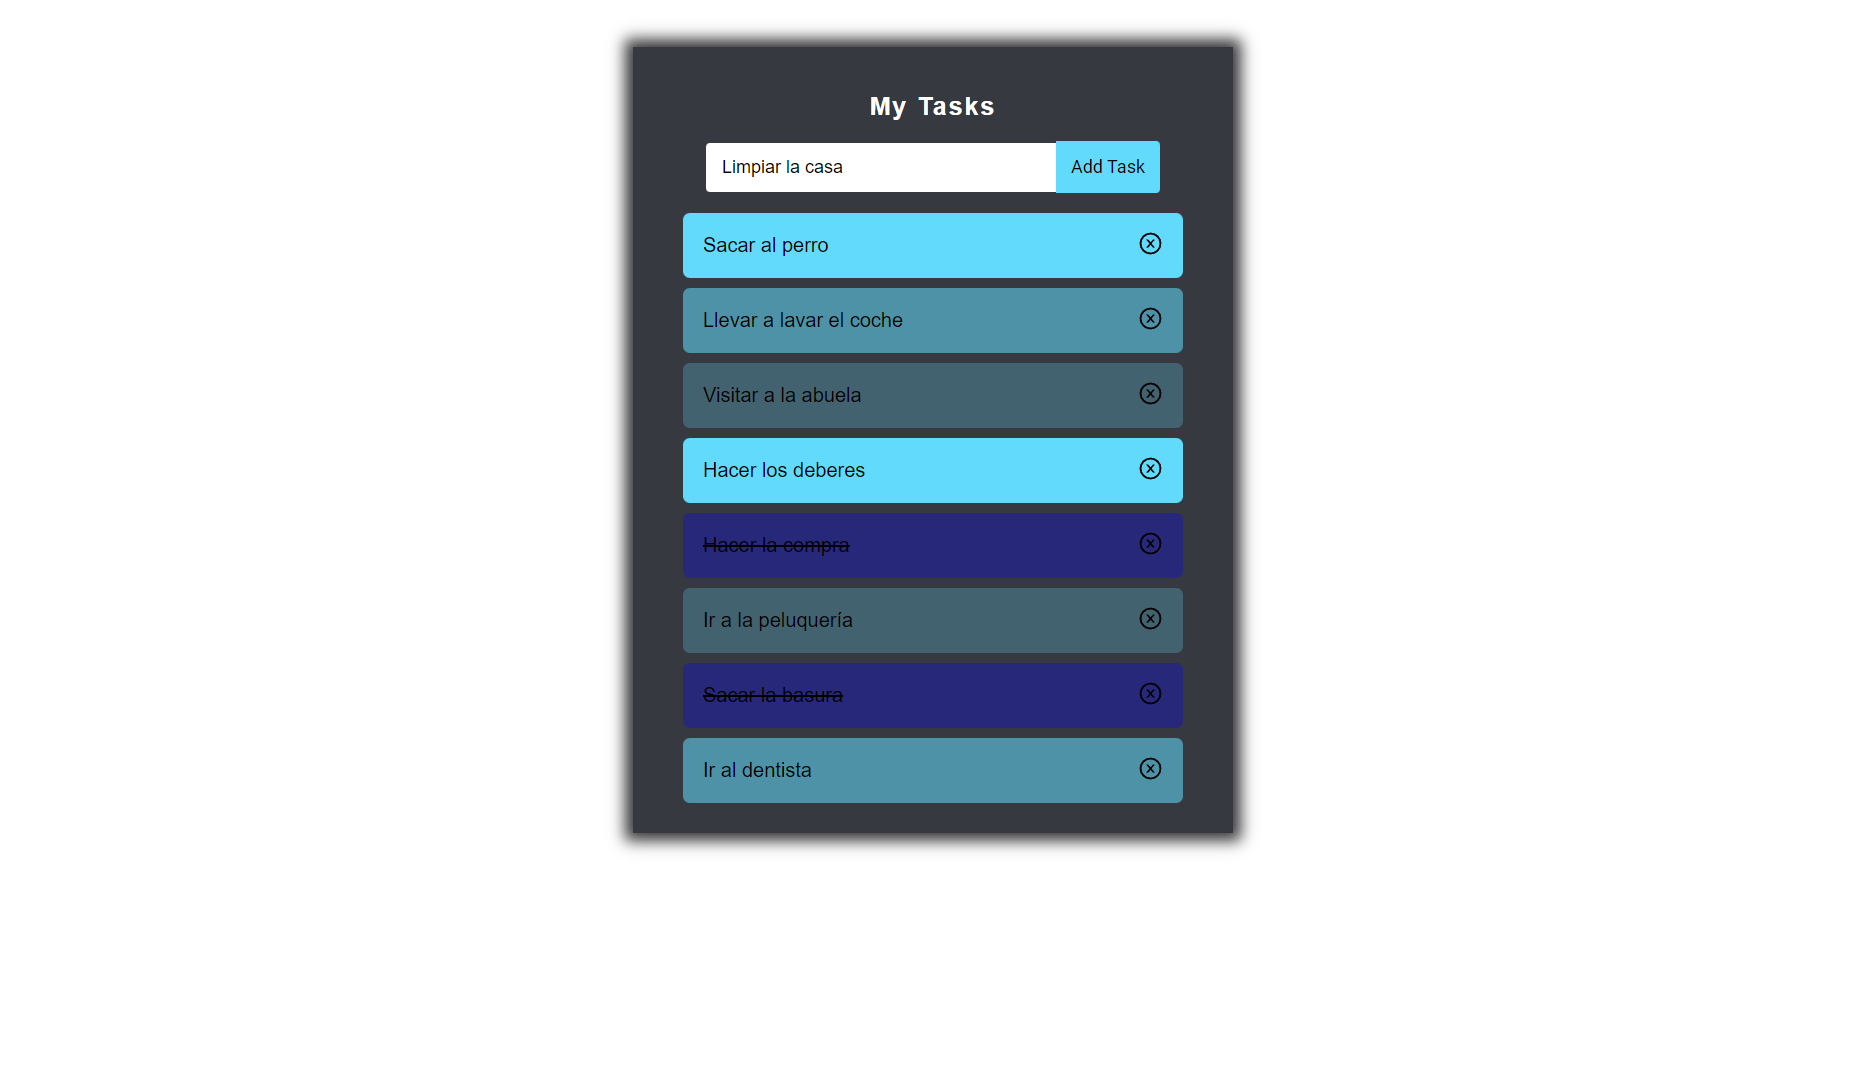 My Tasks
Limpiar la casa
Add Task
Sacar al perro
Llevar a lavar el coche
Visitar a la abuela
Hacer los deberes
Hacer la compra
Ir a la peluquería
Sacar la basura
Ir al dentista